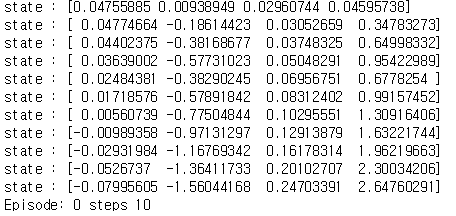 state : [0.04755885 0.00938949 0.02960744 0.04595738]
state : [ 0.04774664 -0.18614423  0.03052659  0.34783273]
state : [ 0.04402375 -0.38168677  0.03748325  0.64998332]
state : [ 0.03639002 -0.57731023  0.05048291  0.95422989]
state : [ 0.02484381 -0.38290245  0.06956751  0.6778254 ]
state : [ 0.01718576 -0.57891842  0.08312402  0.99157452]
state : [ 0.00560739 -0.77504844  0.10295551  1.30916406]
state : [-0.00989358 -0.97131297  0.12913879  1.63221744]
state : [-0.02931984 -1.16769342  0.16178314  1.96219663]
state : [-0.0526737  -1.36411733  0.20102707  2.30034206]
state : [-0.07995605 -1.56044168  0.24703391  2.64760291]
Episode: 0 steps 10